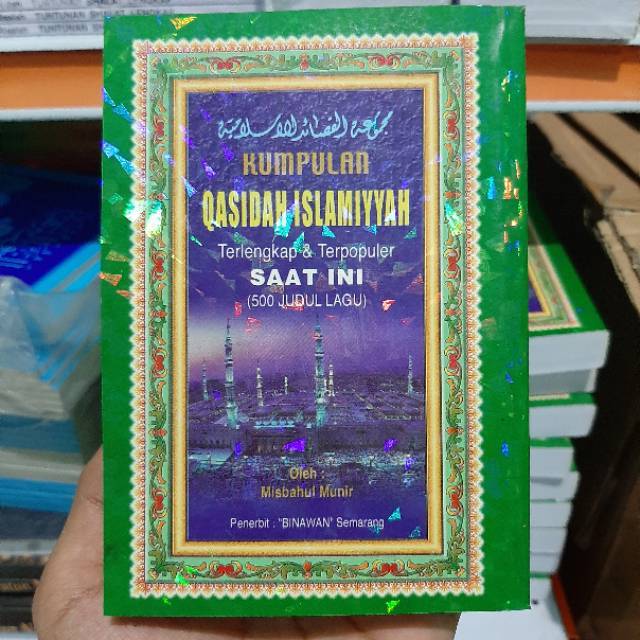 مجموعة القصائد الإسلامية
KUMPULAN
QASIDAH ISLAMIYYAH
Terlengkap & Terpopuler
SAAT INI
(500 JUDUL LAGU)
Oleh :
Misbahul Munir
Penerbit : "BINAWAN" Semarang